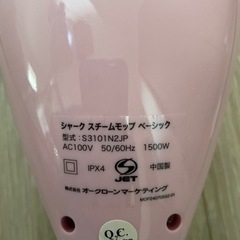 シャーク スチームモップ ベーシック
型式：S3101N2JP
AC100V 50/60Hz 1500W
IPX4 JET 中国製
株式会社 オークローンマーケティング
Q.C.